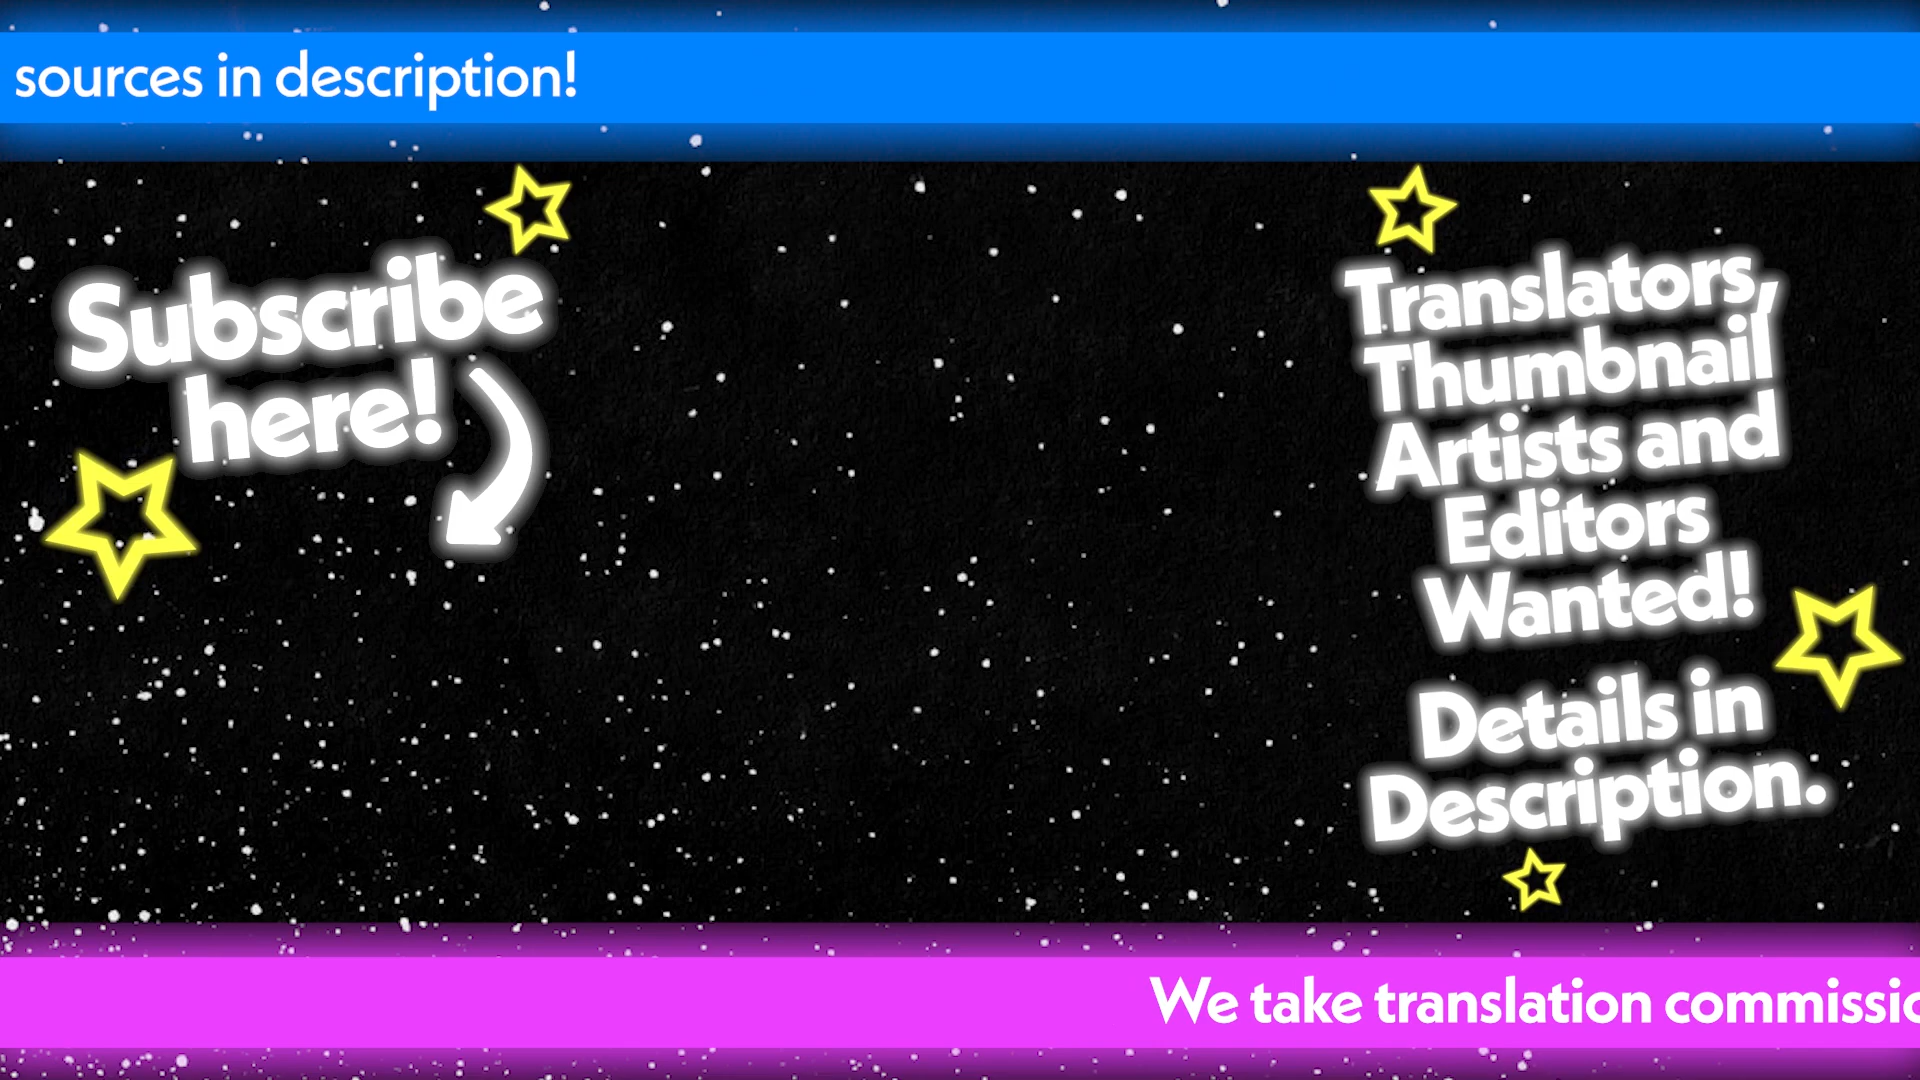 sources in description!
Subscribe
here!
Translators,
Thumbnail
Artists and
Editors
Wanted!
Details in
Description.
We take translation